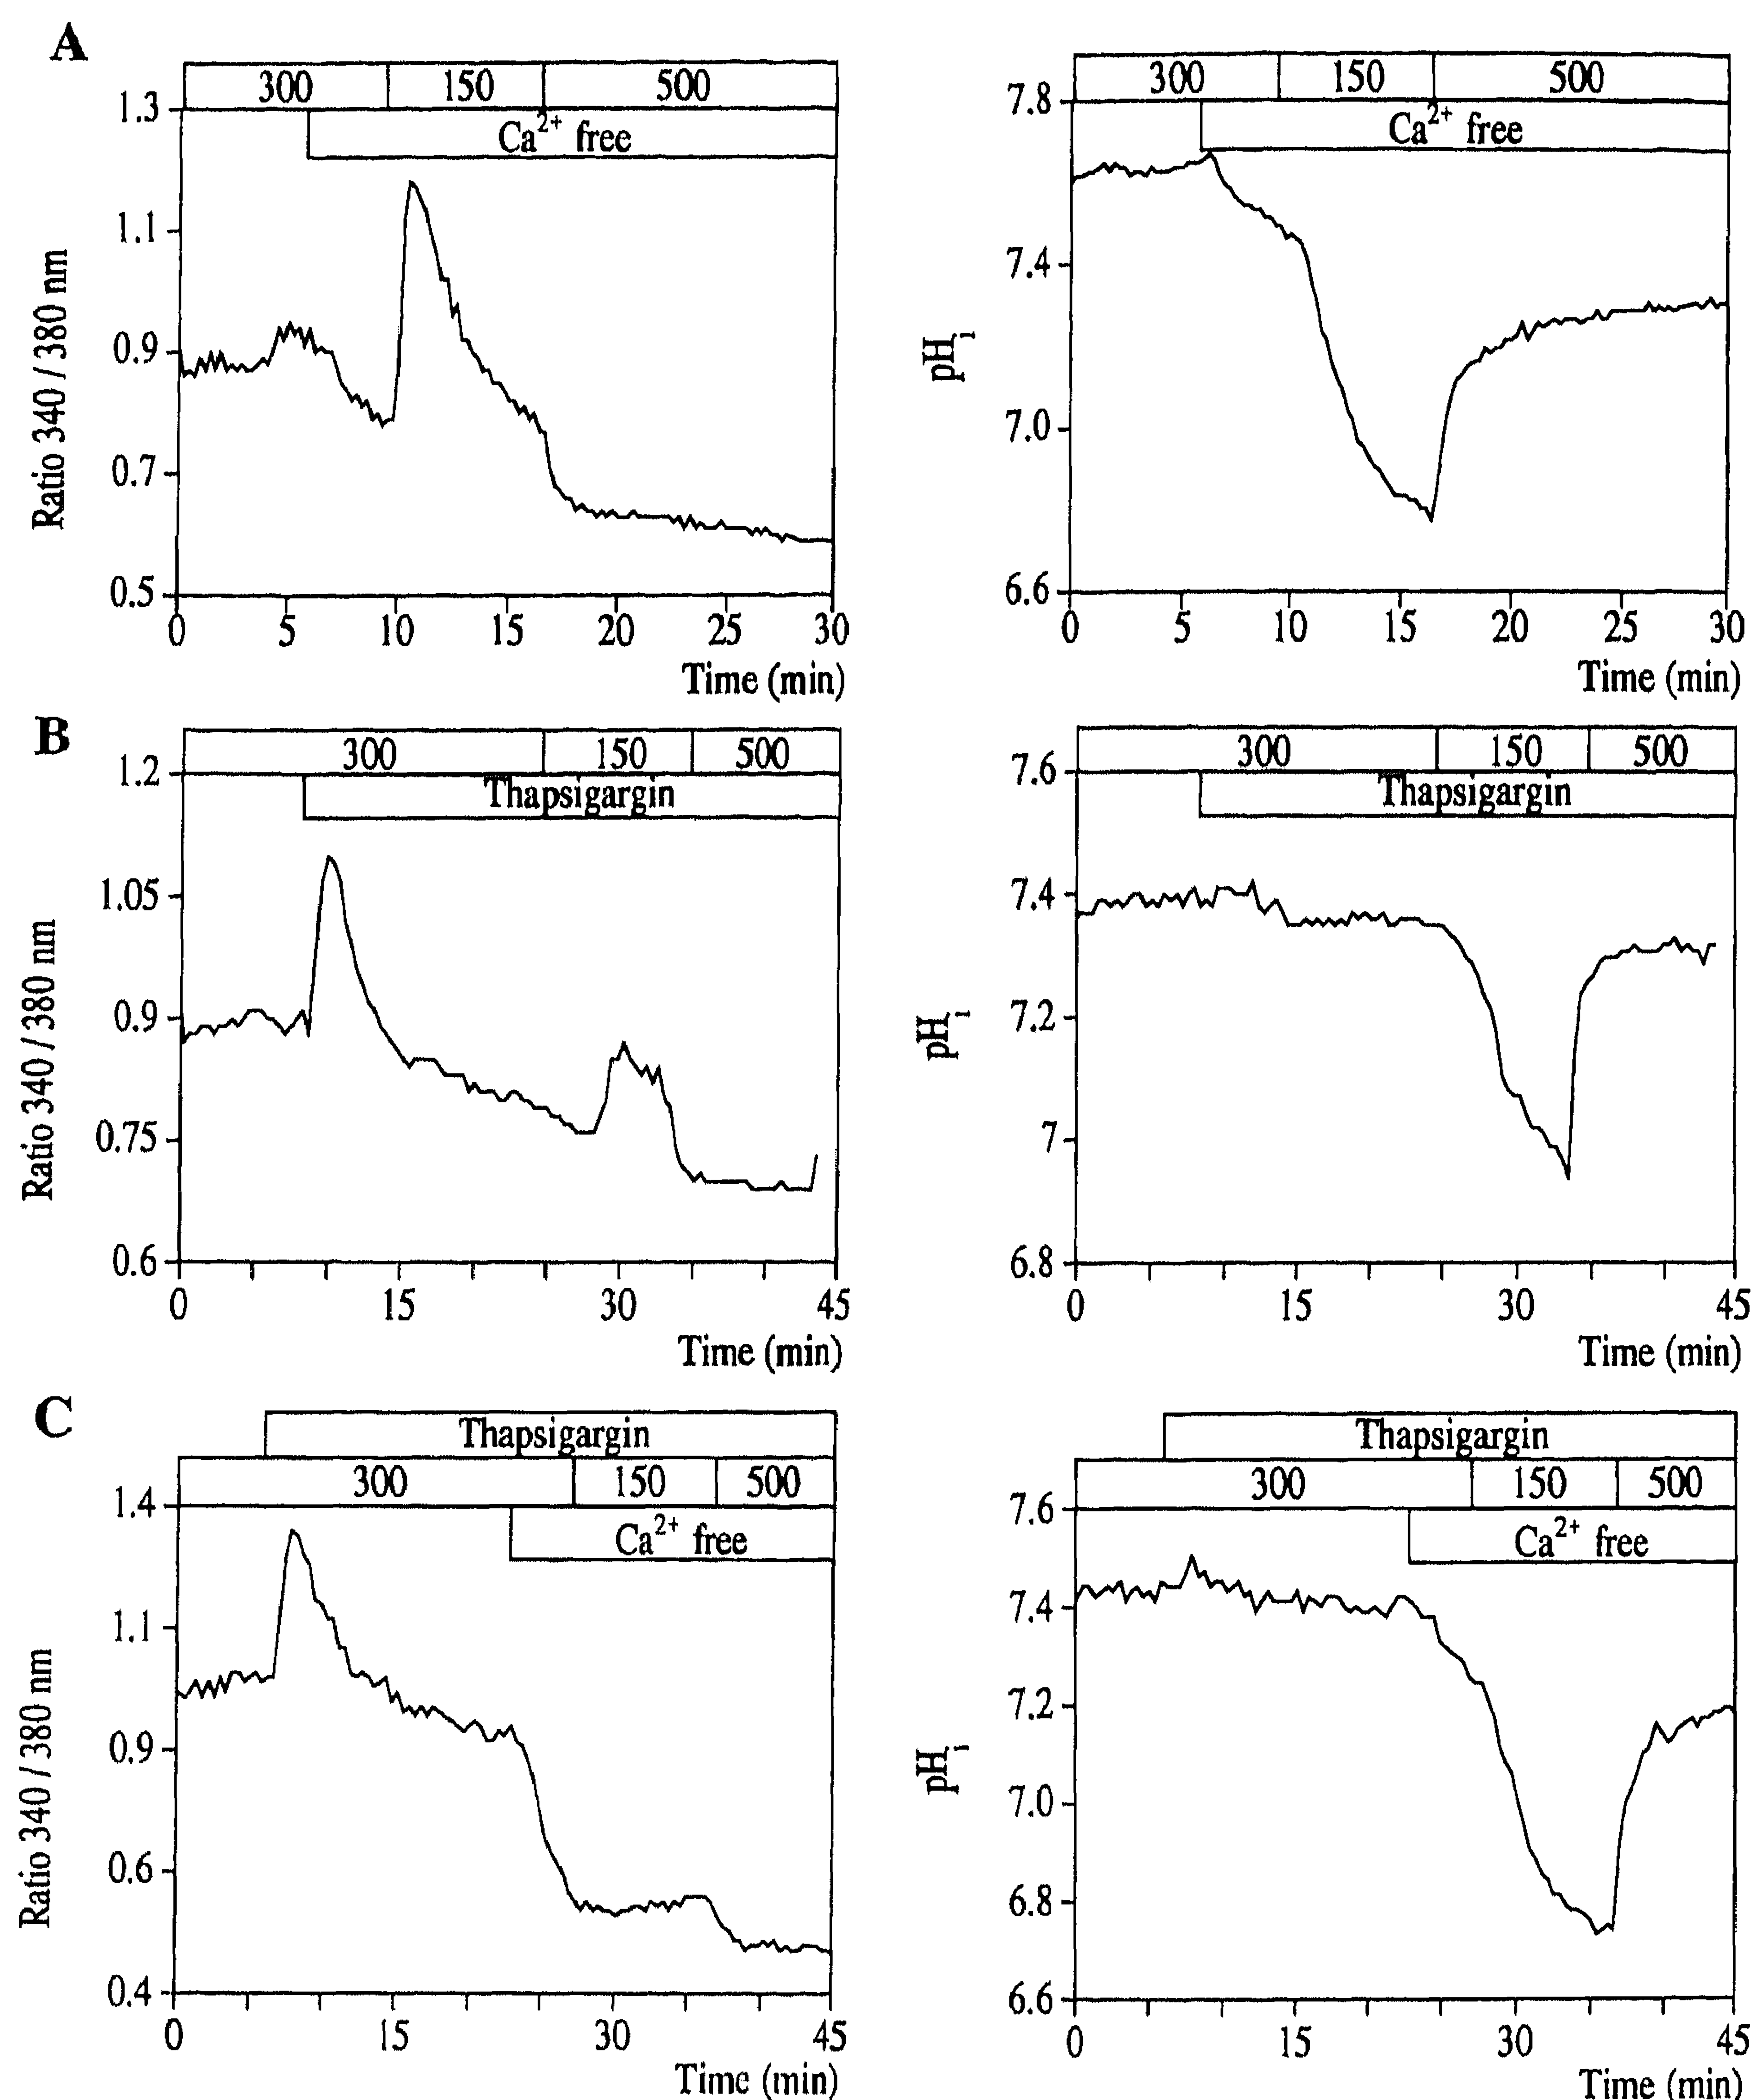 A
300 150 500
Ca2+ free
1.3
1.1
0.9
0.7
0.5
Ratio 340 / 380 nm
0 5 10 15 20 25 30
Time (min)
300 150 500
Ca2+ free
7.8
7.4
7.0
6.6
pHi
0 5 10 15 20 25 30
Time (min)
B
300 150 500
Thapsigargin
1.2
1.05
0.9
0.75
0.6
Ratio 340 / 380 nm
0 15 30 45
Time (min)
300 150 500
Thapsigargin
7.6
7.4
7.2
7
6.8
pHi
0 15 30 45
Time (min)
C
Thapsigargin
300 150 500
Ca2+ free
1.4
1.1
0.9
0.6
0.4
Ratio 340 / 380 nm
0 15 30 45
Time (min)
Thapsigargin
300 150 500
Ca2+ free
7.6
7.4
7.2
7.0
6.8
6.6
pHi
0 15 30 45
Time (min)